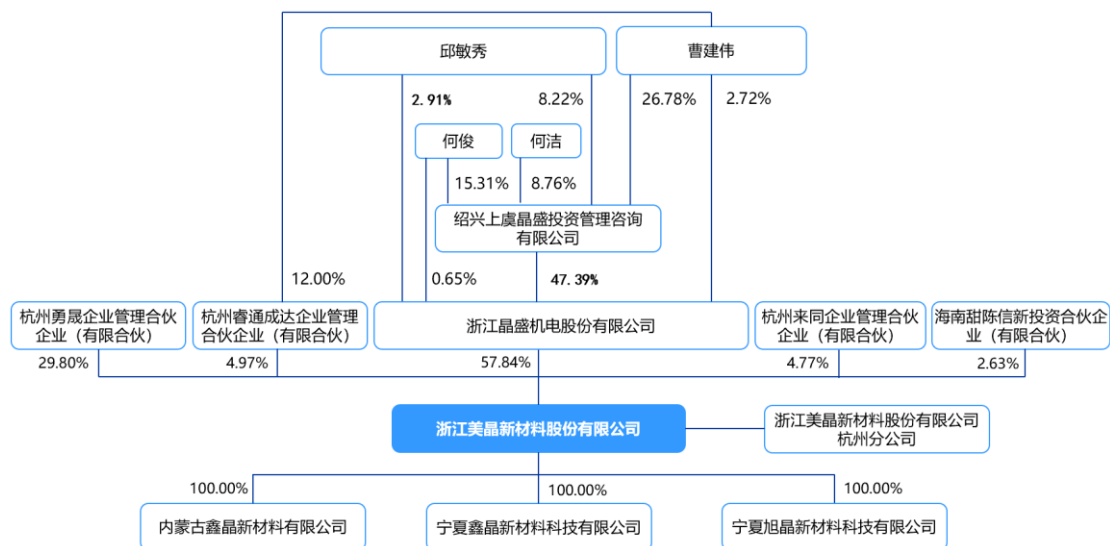 邱敏秀
曹建伟
2.91%
8.22%
26.78%
2.72%
何俊
何洁
15.31%
8.76%
绍兴上虞晶盛投资管理咨询
有限公司
12.00%
0.65%
47.39%
杭州勇晟企业管理合伙
企业（有限合伙）
杭州睿通成达企业管理
合伙企业（有限合伙）
浙江晶盛机电股份有限公司
杭州来同企业管理合伙
企业（有限合伙）
海南甜陈信新投资合伙企
业（有限合伙）
29.80%
4.97%
57.84%
4.77%
2.63%
浙江美晶新材料股份有限公司
浙江美晶新材料股份有限公司
杭州分公司
100.00%
100.00%
100.00%
内蒙古鑫晶新材料有限公司
宁夏鑫晶新材料科技有限公司
宁夏旭晶新材料科技有限公司